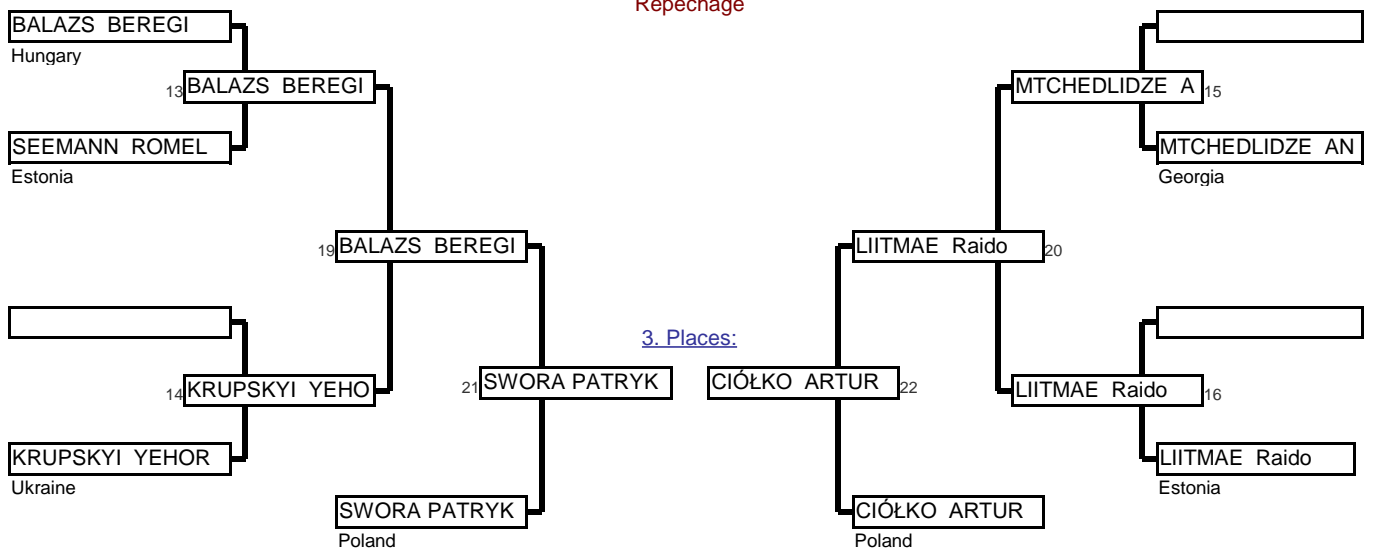 Repechage
BALAZS BEREGI
Hungary
13 BALAZS BEREGI
MTCHEDLIDZE A 15
SEEMANN ROMEL
Estonia
MTCHEDLIDZE AN
Georgia
19 BALAZS BEREGI
LIITMAE Raido 20
3. Places:
14 KRUPSKYI YEHO
21 SWORA PATRYK
CIÓŁKO ARTUR 22
LIITMAE Raido 16
KRUPSKYI YEHOR
Ukraine
LIITMAE Raido
Estonia
SWORA PATRYK
Poland
CIÓŁKO ARTUR
Poland